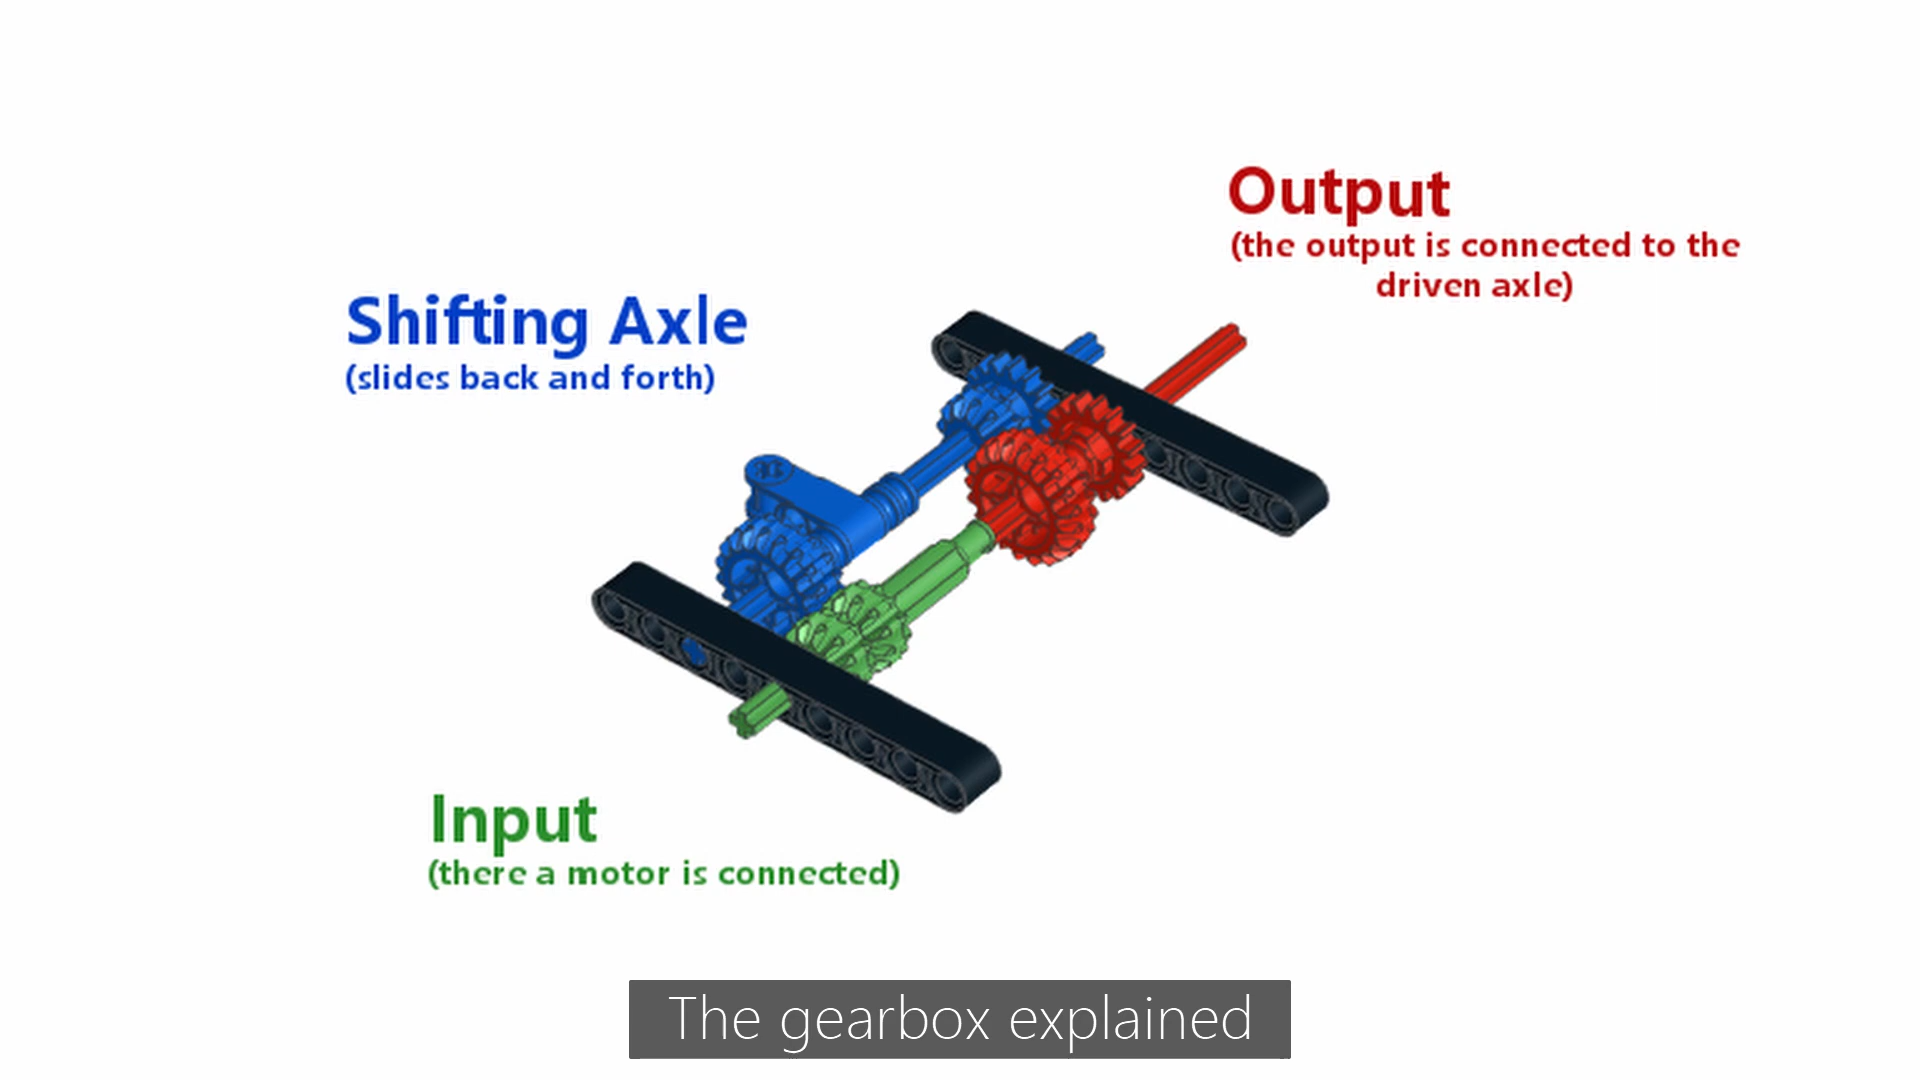 Output
(the output is connected to the
driven axle)
Shifting Axle
(slides back and forth)
Input
(there a motor is connected)
The gearbox explained